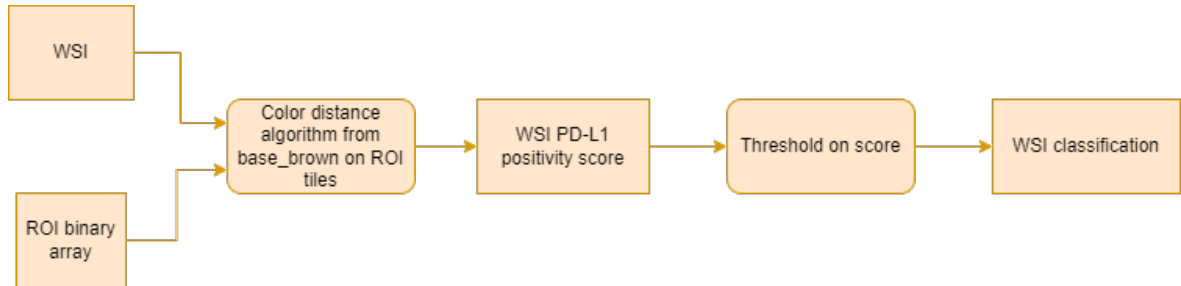 WSI
ROI binary
array
Color distance
algorithm from
base_brown on ROI
tiles
WSI PD-L1
positivity score
Threshold on score
WSI classification